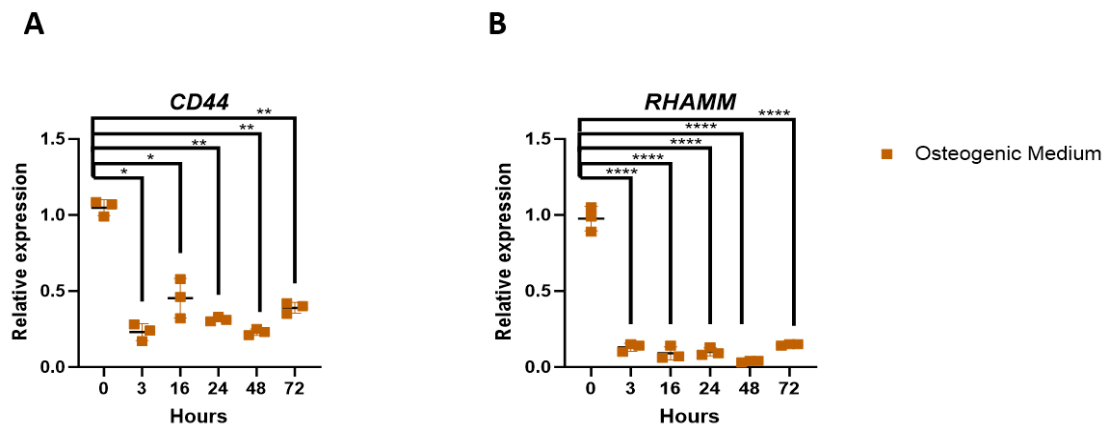 A
B
CD44
**
**
**
*
*
1.5
1.0
0.5
0.0
Relative expression
0 3 16 24 48 72
Hours
RHAMM
****
****
****
****
****
1.5
1.0
0.5
0.0
Relative expression
0 3 16 24 48 72
Hours
Osteogenic Medium